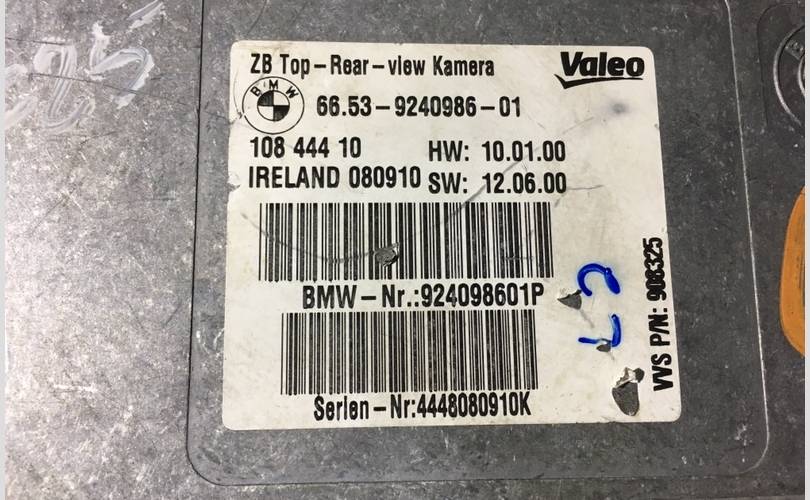 ZB Top-Rear-view Kamera
Valeo
BMW
66.53-9240986-01
108 444 10
HW: 10.01.00
IRELAND 080910
SW: 12.06.00
BMW-Nr.:924098601P
Serien-Nr:4448080910K
VVS P/N: 908325